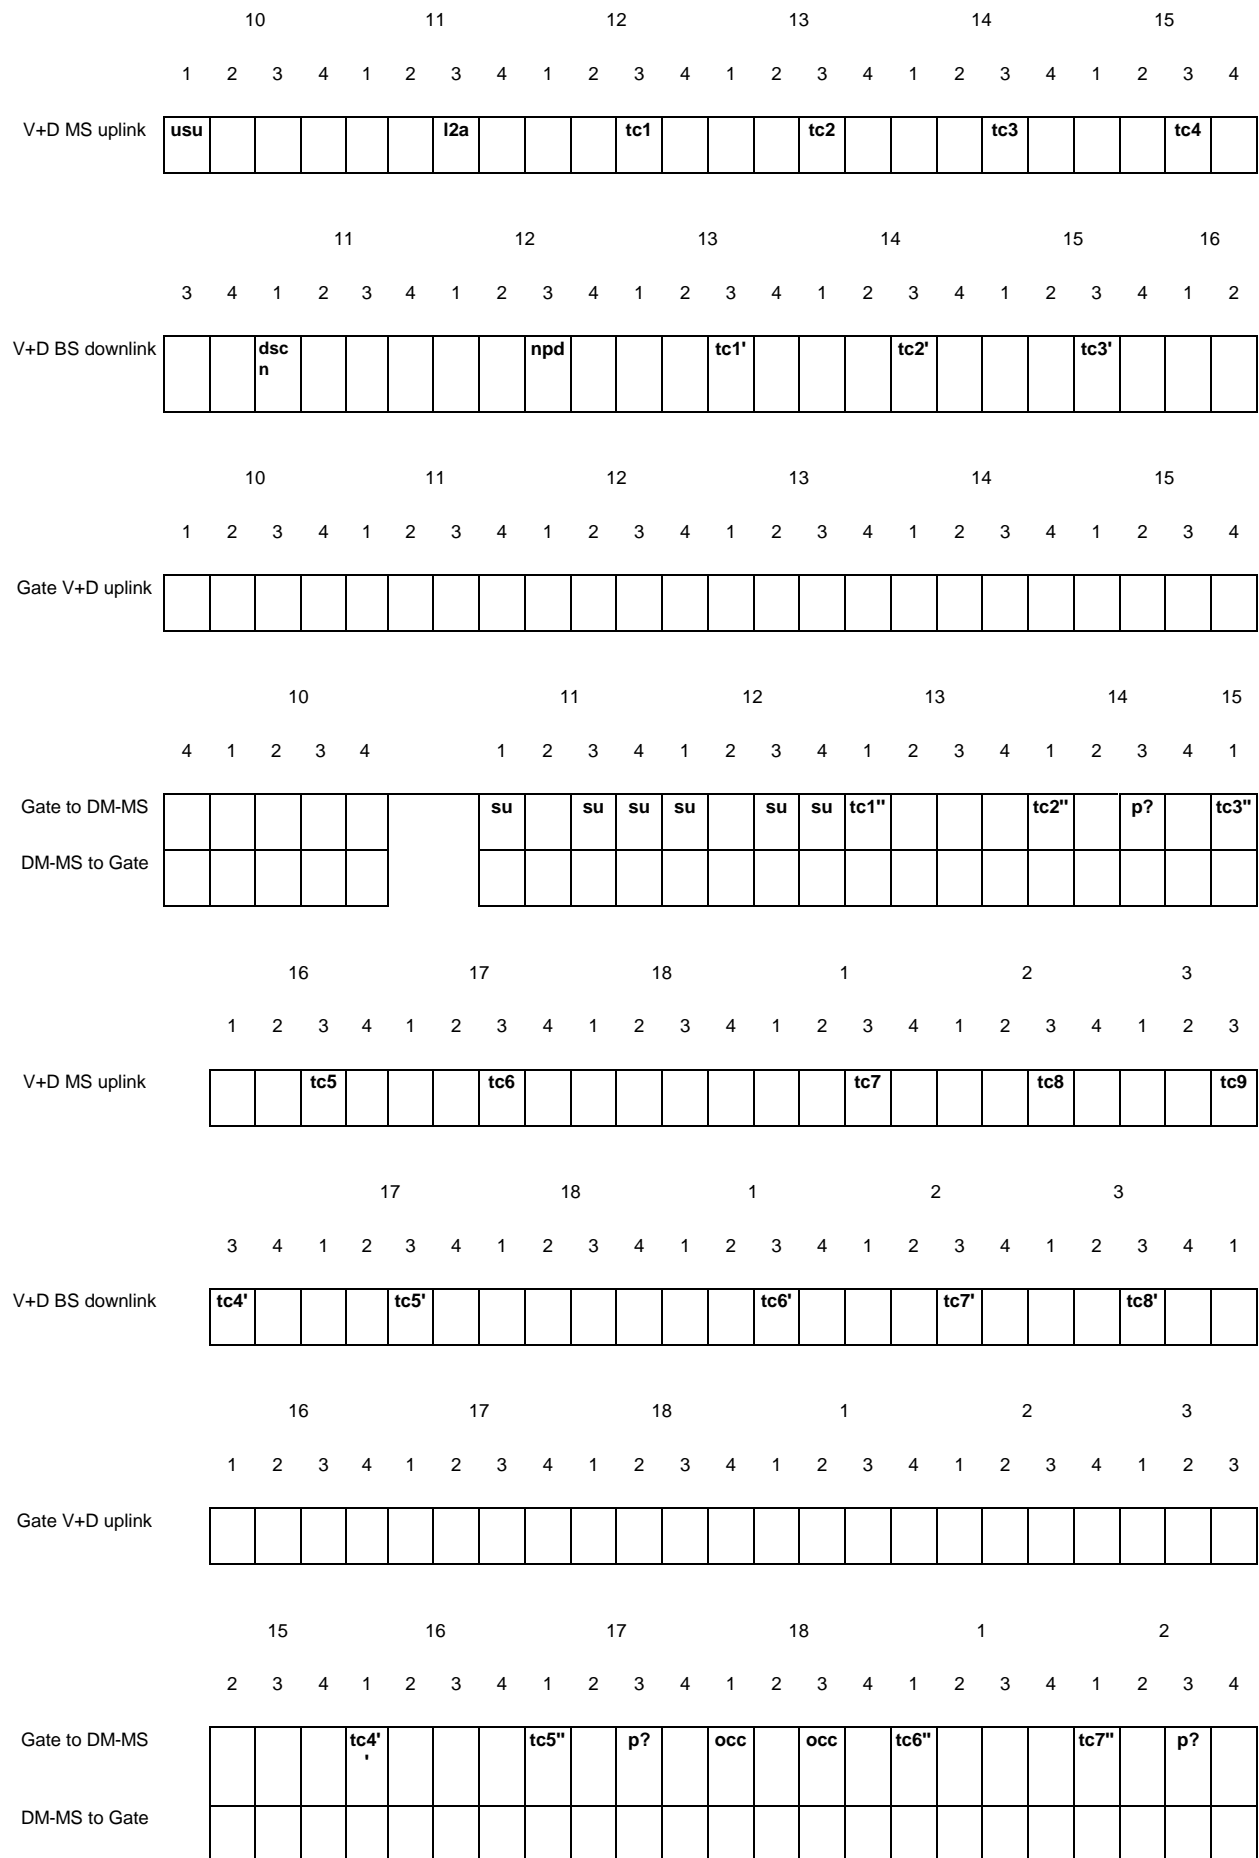 10 11 12 13 14 15
1 2 3 4 1 2 3 4 1 2 3 4 1 2 3 4 1 2 3 4 1 2 3 4
V+D MS uplink usu l2a tc1 tc2 tc3 tc4
11 12 13 14 15 16
3 4 1 2 3 4 1 2 3 4 1 2 3 4 1 2 3 4 1 2 3 4 1 2
V+D BS downlink dsc npd tc1' tc2' tc3'
n
10 11 12 13 14 15
1 2 3 4 1 2 3 4 1 2 3 4 1 2 3 4 1 2 3 4 1 2 3 4
Gate V+D uplink
10 11 12 13 14 15
4 1 2 3 4 1 2 3 4 1 2 3 4 1 2 3 4 1 2 3 4 1
Gate to DM-MS su su su su su su tc1" tc2" p? tc3"
DM-MS to Gate
16 17 18 1 2 3
1 2 3 4 1 2 3 4 1 2 3 4 1 2 3 4 1 2 3 4 1 2 3
V+D MS uplink tc5 tc6 tc7 tc8 tc9
17 18 1 2 3
3 4 1 2 3 4 1 2 3 4 1 2 3 4 1 2 3 4 1 2 3 4 1
V+D BS downlink tc4' tc5' tc6' tc7' tc8'
16 17 18 1 2 3
1 2 3 4 1 2 3 4 1 2 3 4 1 2 3 4 1 2 3 4 1 2 3
Gate V+D uplink
15 16 17 18 1 2
2 3 4 1 2 3 4 1 2 3 4 1 2 3 4 1 2 3 4 1 2 3 4
Gate to DM-MS tc4' tc5" p? occ occ tc6" tc7" p?
'
DM-MS to Gate